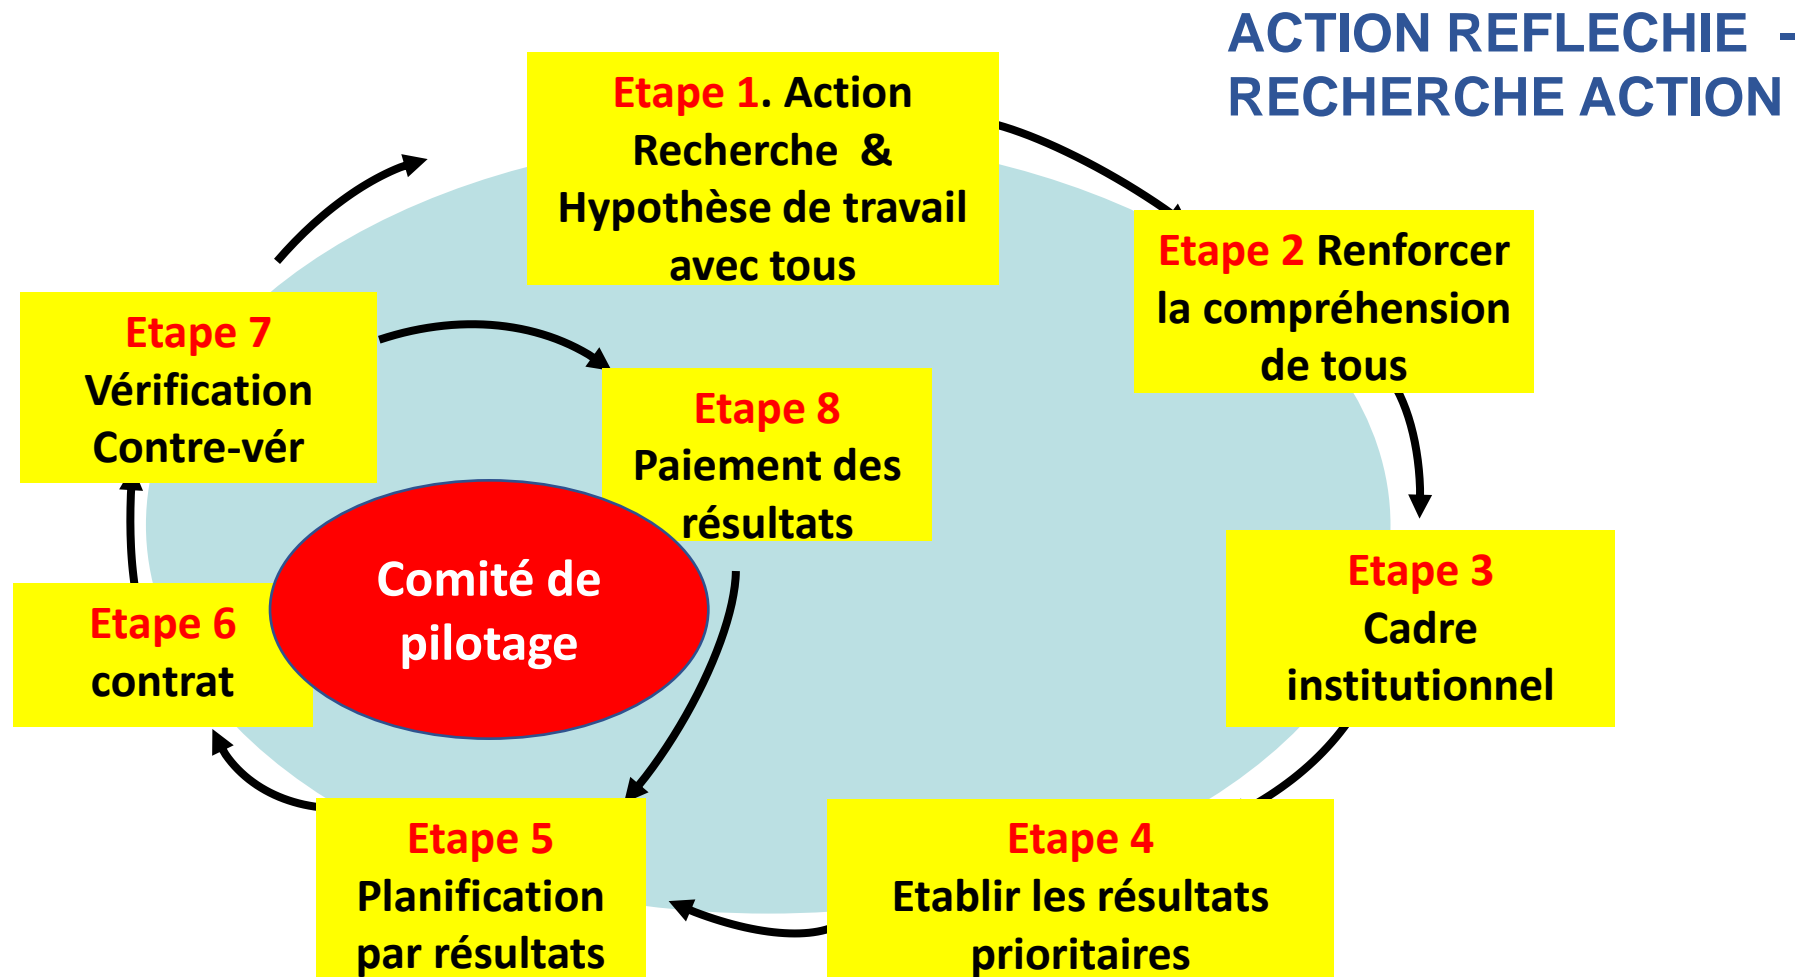 ACTION REFLECHIE -
RECHERCHE ACTION
Etape 1. Action
Recherche &
Hypothèse de travail
avec tous
Etape 2 Renforcer
la compréhension
de tous
Etape 3
Cadre
institutionnel
Etape 4
Etablir les résultats
prioritaires
Etape 5
Planification
par résultats
Etape 6
contrat
Etape 7
Vérification
Contre-vér
Etape 8
Paiement des
résultats
Comité de
pilotage